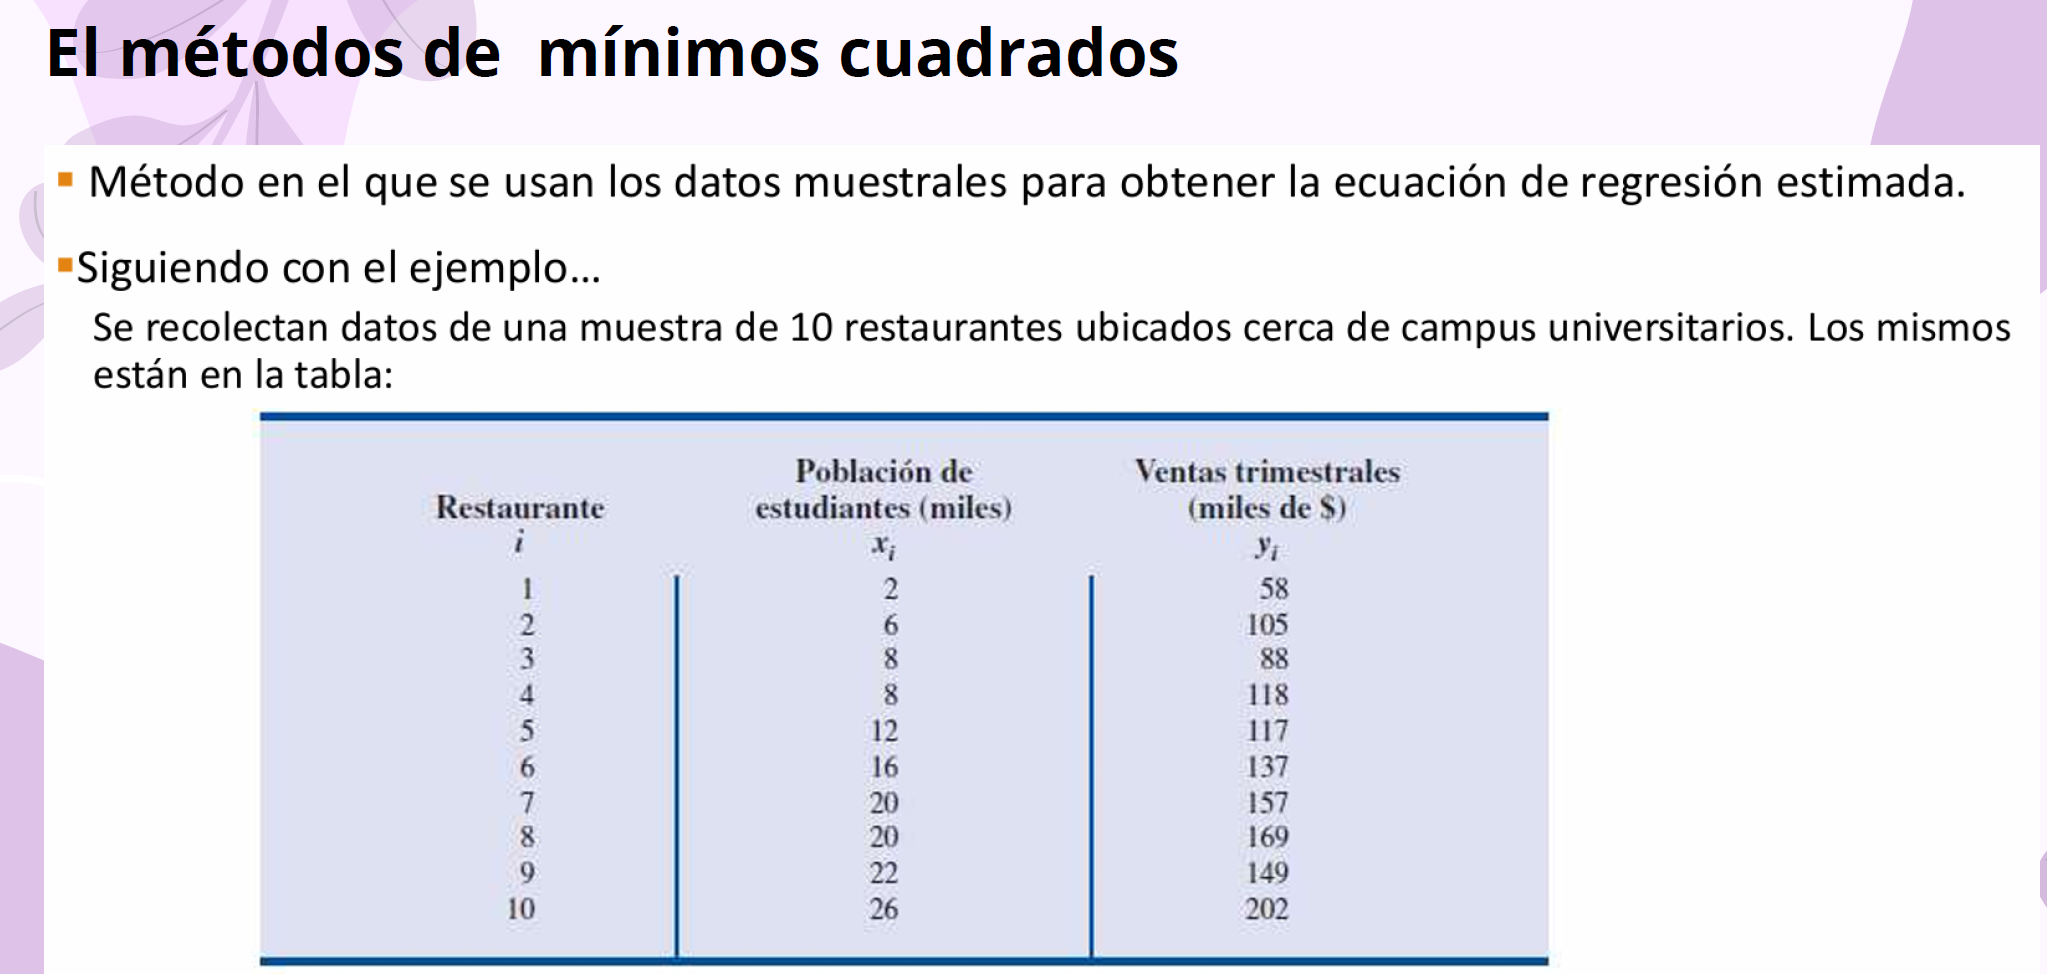 El métodos de mínimos cuadrados
▪ Método en el que se usan los datos muestrales para obtener la ecuación de regresión estimada.
▪Siguiendo con el ejemplo...
Se recolectan datos de una muestra de 10 restaurantes ubicados cerca de campus universitarios. Los mismos
están en la tabla:
Población de Ventas trimestrales
Restaurante estudiantes (miles) (miles de $)
i xi yi
1 2 58
2 6 105
3 8 88
4 8 118
5 12 117
6 16 137
7 20 157
8 20 169
9 22 149
10 26 202